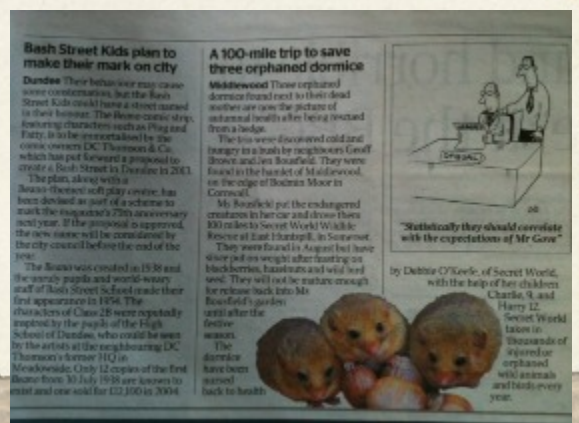 Bash Street Kids plan to
make their mark on city
Dundee Their behaviour may cause
some consternation, but the Bash
Street Kids could have a street named
in their honour. The Beano comic strip,
featuring characters such as Plug and
Fatty, is to be immortalised by the
comic owners DC Thomson & Co,
which has put forward a proposal to
create a Bash Street in Dundee in 2013.
The plan, along with a
Beano-themed soft play centre, has
been devised as part of a scheme to
mark the magazine's 75th anniversary
next year. If the proposal is approved,
the new name will be considered by
the city council before the end of the
year.
The Beano was created in 1938 and
the unruly pupils and world-weary
staff of Bash Street School made their
first appearance in 1954. The
characters of Class 2B were reputedly
inspired by the pupils of the High
School of Dundee, who could be seen
by the artists at the neighbouring DC
Thomson's former HQ in
Meadowside. Only 12 copies of the first
Beano from 30 July 1938 are known to
exist and one sold for £12,100 in 2004.
A 100-mile trip to save
three orphaned dormice
Middlewood Three orphaned
dormice found next to their dead
mother are now the picture of
autumnal health after being rescued
from a hedge.
The trio were discovered cold and
hungry in a bush by neighbours Geoff
Brown and Jen Bousfield. They were
found in the hamlet of Middlewood,
on the edge of Bodmin Moor in
Cornwall.
Ms Bousfield put the endangered
creatures in her car and drove them
100 miles to Secret World Wildlife
Rescue at East Huntspill, in Somerset.
They were found in August but have
since put on weight after feasting on
blackberries, hazelnuts and wild bird
seed. They will not be mature enough
for release back into Ms
Bousfield's garden
until after the
festive
season.
The
dormice
have been
nursed
back to health
by Debbie O'Keefe, of Secret World,
with the help of her children
Charlie, 9, and
Harry 12.
Secret World
takes in
thousands of
injured or
orphaned
wild animals
and birds every
year.
"Statistically they should correlate
with the expectations of Mr Gove"